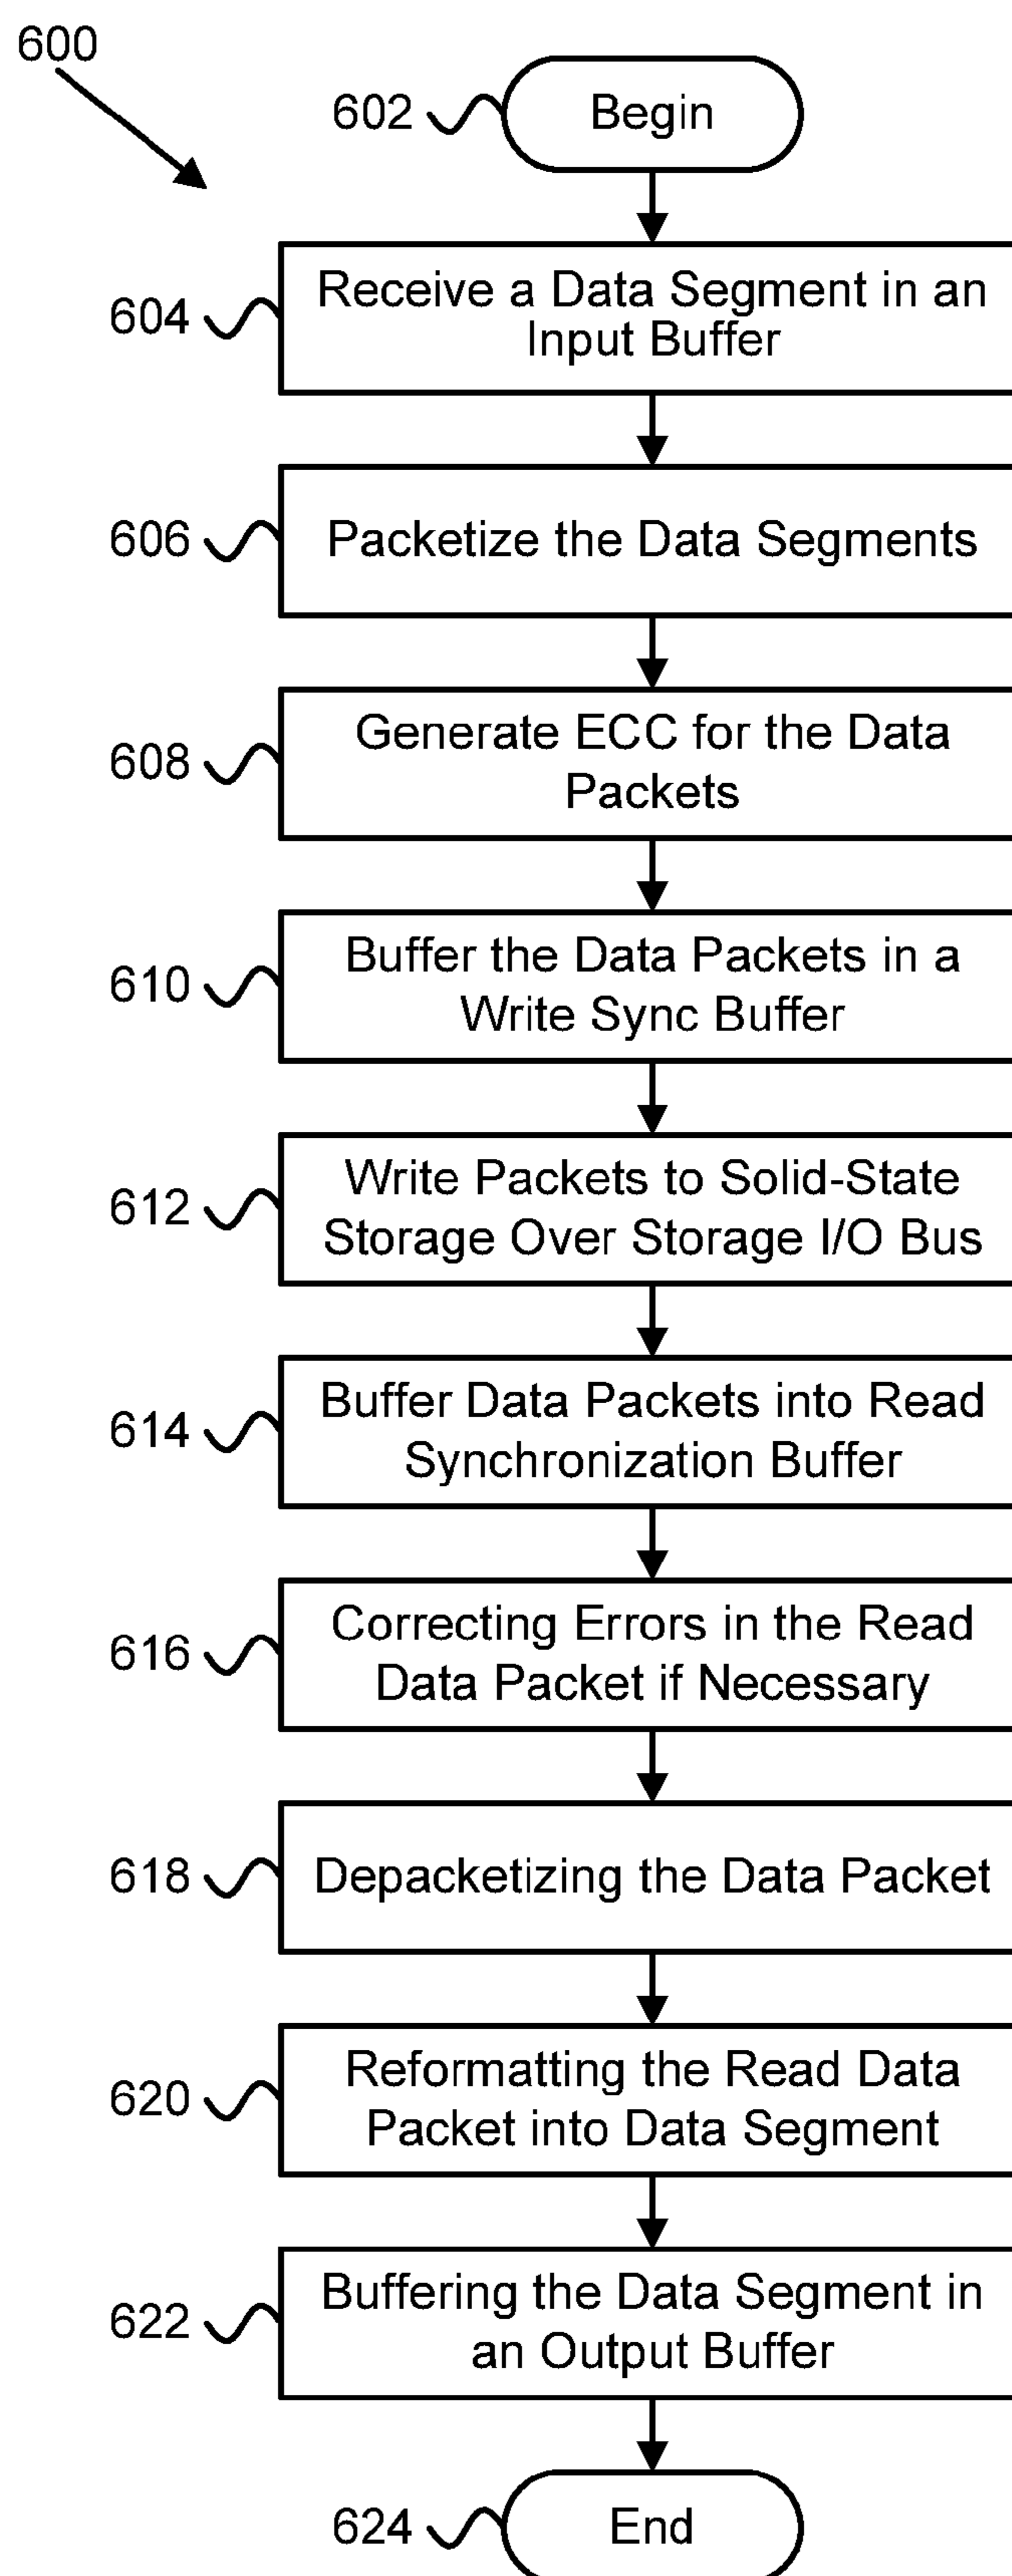 600
602
Begin
604
Receive a Data Segment in an
Input Buffer
606
Packetize the Data Segments
608
Generate ECC for the Data
Packets
610
Buffer the Data Packets in a
Write Sync Buffer
612
Write Packets to Solid-State
Storage Over Storage I/O Bus
614
Buffer Data Packets into Read
Synchronization Buffer
616
Correcting Errors in the Read
Data Packet if Necessary
618
Depacketizing the Data Packet
620
Reformatting the Read Data
Packet into Data Segment
622
Buffering the Data Segment in
an Output Buffer
624
End